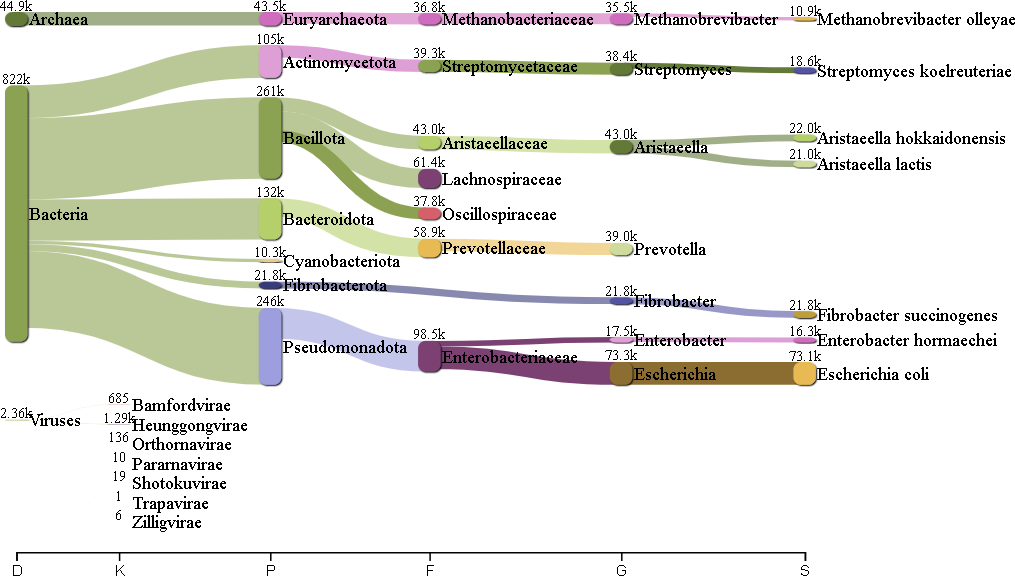 44.9k 43.5k 36.8k 35.5k 10.9k
Archaea Euryarchaeota Methanobacteriaceae Methanobrevibacter Methanobrevibacter olleyae
105k 39.3k 38.4k 18.6k
Actinomycetota Streptomycetaceae Streptomyces Streptomyces koelreuteriae
822k 261k 43.0k 43.0k 22.0k
Bacillota Aristaeellaceae Aristaeella Aristaeella hokkaidonensis
61.4k 21.0k
Lachnospiraceae Aristaeella lactis
37.8k
Bacteria Oscillospiraceae
132k 58.9k 39.0k
Bacteroidota Prevotellaceae Prevotella
10.3k
Cyanobacteriota
21.8k 21.8k 21.8k
Fibrobacterota Fibrobacter Fibrobacter succinogenes
246k 98.5k 17.5k 16.3k
Pseudomonadota Enterobacteriaceae Enterobacter Enterobacter hormaechei
73.3k 73.1k
Escherichia Escherichia coli
685 Bamfordvirae
2.36k Viruses 1.29k Heunggongvirae
136 Orthornavirae
10 Pararnavirae
19 Shotokuvirae
1 Trapavirae
6 Zilligvirae
D K P F G S